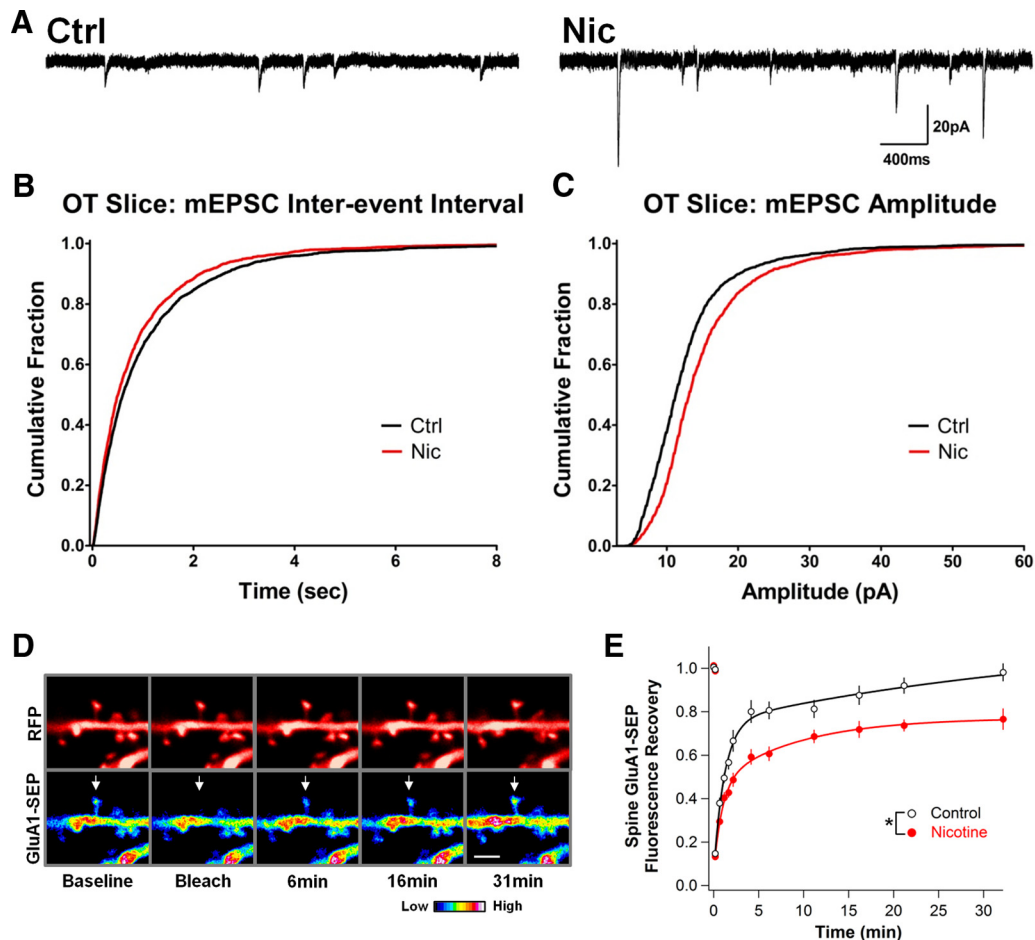 A
Ctrl
Nic
20pA
400ms
B
OT Slice: mEPSC Inter-event Interval
1.0
0.8
0.6
0.4
0.2
0.0
Cumulative Fraction
Ctrl
Nic
0 2 4 6 8
Time (sec)
C
OT Slice: mEPSC Amplitude
1.0
0.8
0.6
0.4
0.2
0.0
Cumulative Fraction
Ctrl
Nic
10 20 30 40 50 60
Amplitude (pA)
D
RFP
GluA1-SEP
Baseline Bleach 6min 16min 31min
Low High
E
1.0
0.8
0.6
0.4
0.2
0.0
Spine GluA1-SEP
Fluorescence Recovery
* Control
Nicotine
0 5 10 15 20 25 30
Time (min)